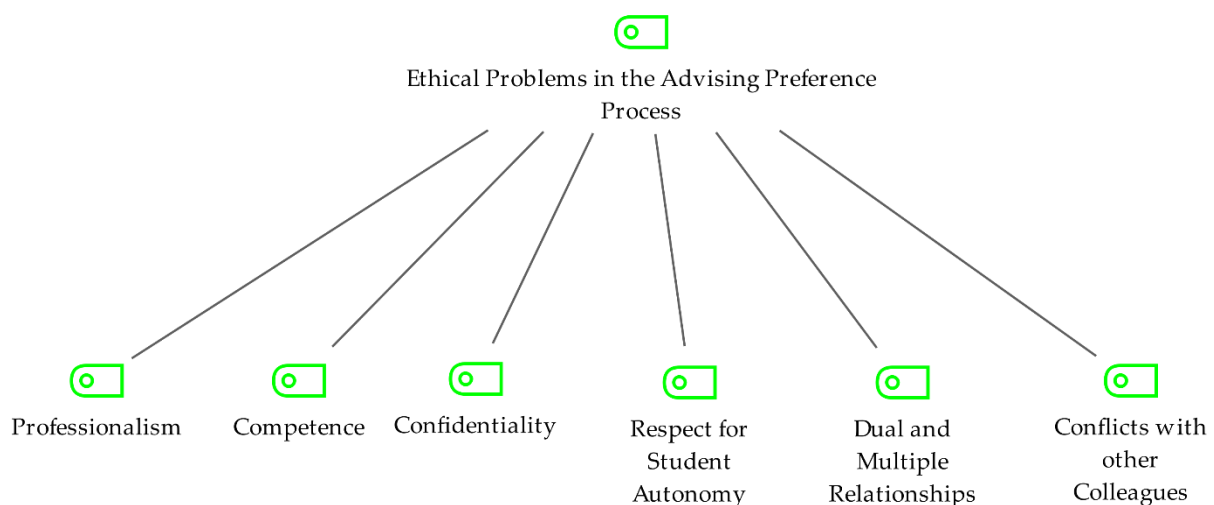 Ethical Problems in the Advising Preference
Process
Professionalism
Competence
Confidentiality
Respect for
Student
Autonomy
Dual and
Multiple
Relationships
Conflicts with
other
Colleagues